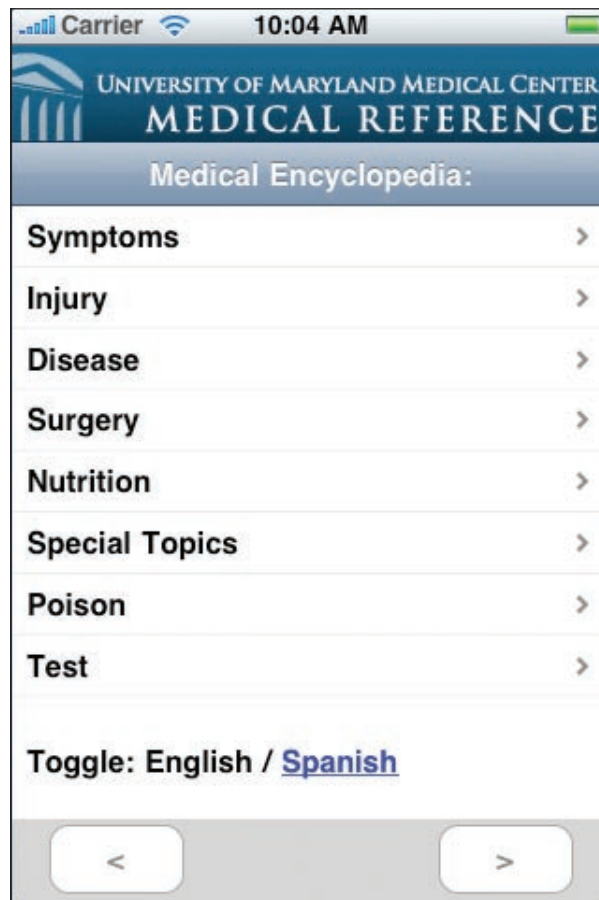 Carrier 10:04 AM
UNIVERSITY OF MARYLAND MEDICAL CENTER
MEDICAL REFERENCE
Medical Encyclopedia:
Symptoms >
Injury >
Disease >
Surgery >
Nutrition >
Special Topics >
Poison >
Test >
Toggle: English / Spanish
< >